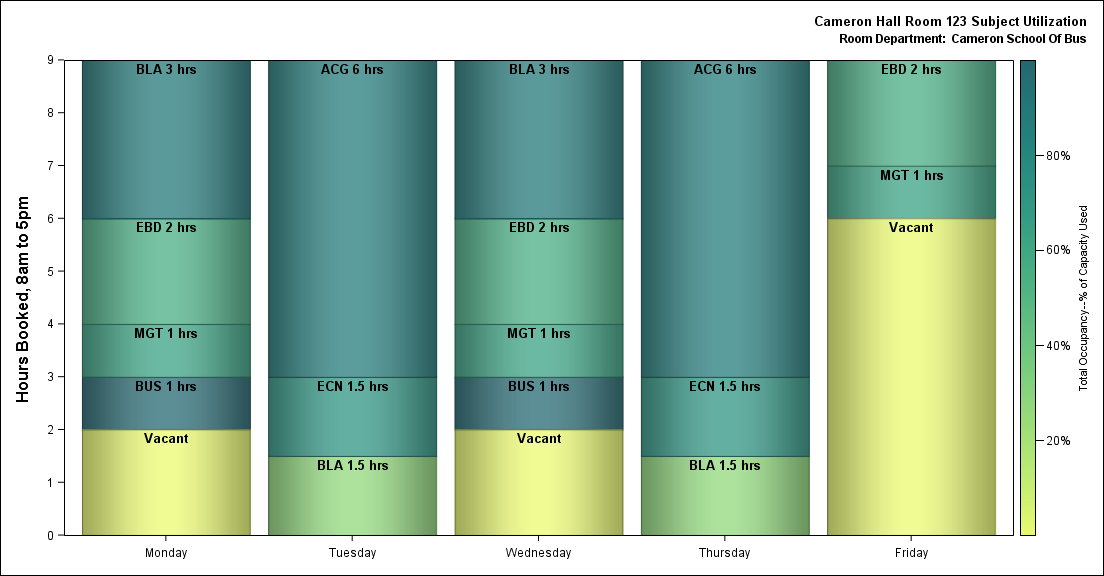 Cameron Hall Room 123 Subject Utilization
Room Department: Cameron School Of Bus
Hours Booked, 8am to 5pm
9
8
7
6
5
4
3
2
1
0
BLA 3 hrs
EBD 2 hrs
MGT 1 hrs
BUS 1 hrs
Vacant
Monday
ACG 6 hrs
ECN 1.5 hrs
BLA 1.5 hrs
Tuesday
BLA 3 hrs
EBD 2 hrs
MGT 1 hrs
BUS 1 hrs
Vacant
Wednesday
ACG 6 hrs
ECN 1.5 hrs
BLA 1.5 hrs
Thursday
EBD 2 hrs
MGT 1 hrs
Vacant
Friday
80%
60%
40%
20%
Total Occupancy--% of Capacity Used